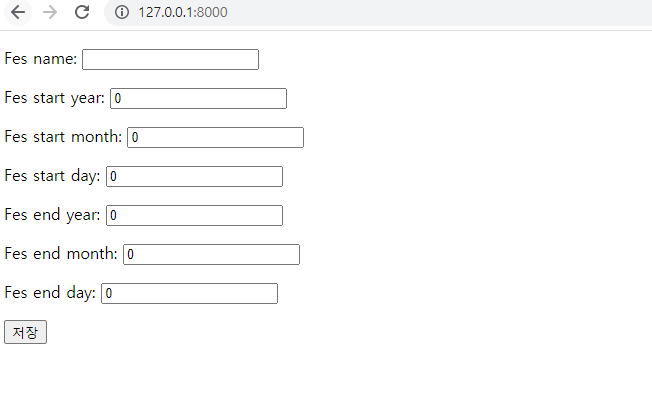 127.0.0.1:8000
Fes name:
Fes start year: 0
Fes start month: 0
Fes start day: 0
Fes end year: 0
Fes end month: 0
Fes end day: 0
저장